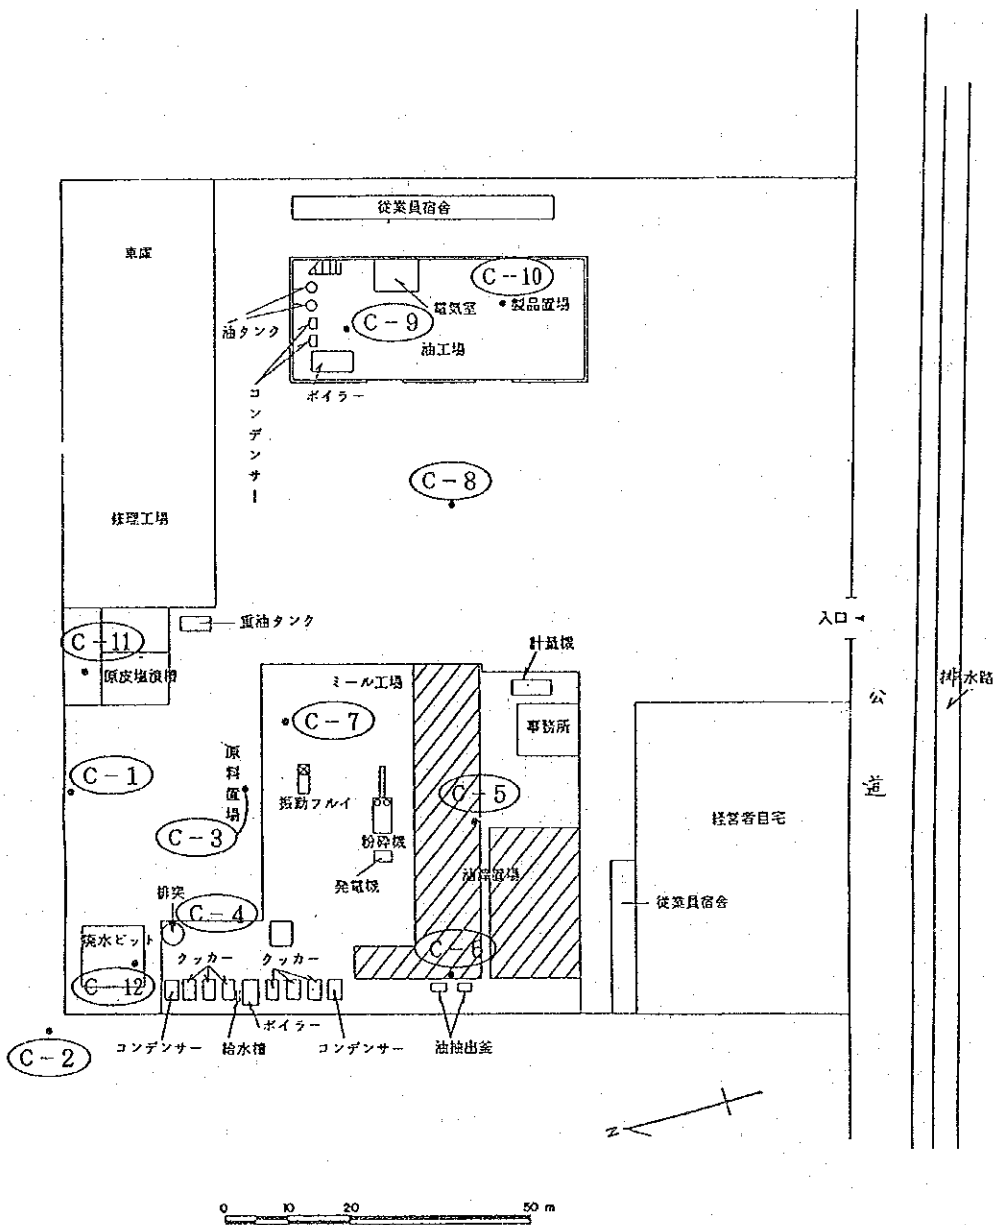 従業員宿舎
車庫
C-10
電気室
製品置場
油タンク
C-9
油工場
ボイラー
コンデンサー
C-8
修理工場
重油タンク
入口
C-11
計量機
原皮塩漬槽
ミール工場
排水路
公道
C-7
事務所
原料置場
C-1
振動フルイ
C-5
C-3
粉砕機
経営者自宅
発電機
油滓置場
排突
C-4
従業員宿舎
廃水ピット
クッカー
クッカー
C-6
C-12
ボイラー
コンデンサー
給水槽
コンデンサー
油抽出釜
C-2
N
0 10 20 50 m